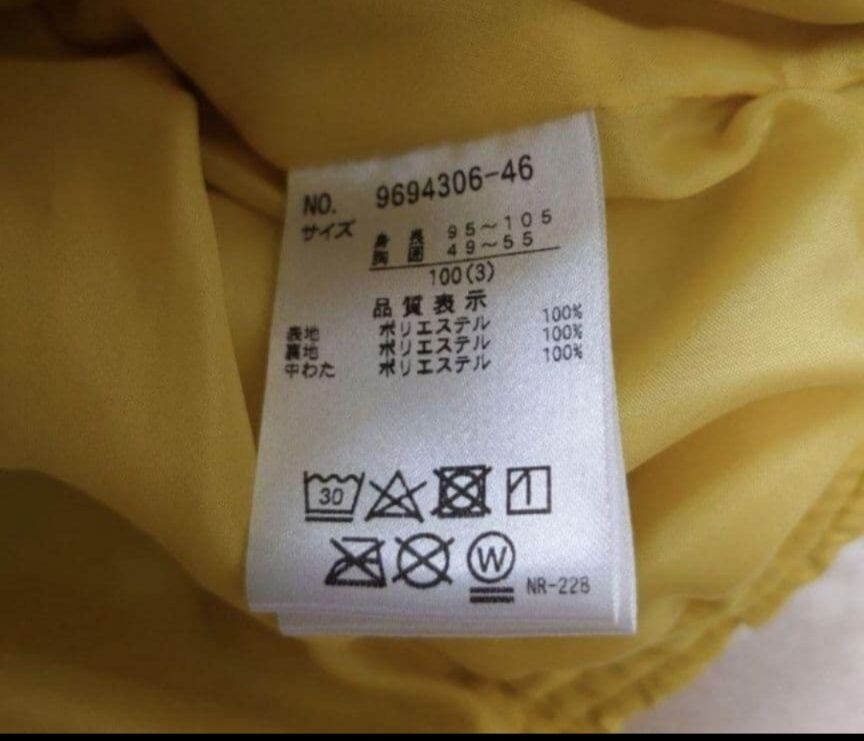 NO. 9694306-46
サイズ 身長 95~105
胸囲 49~55
100(3)
品質表示
表地 ポリエステル 100%
裏地 ポリエステル 100%
中わた ポリエステル 100%
30
W NR-228